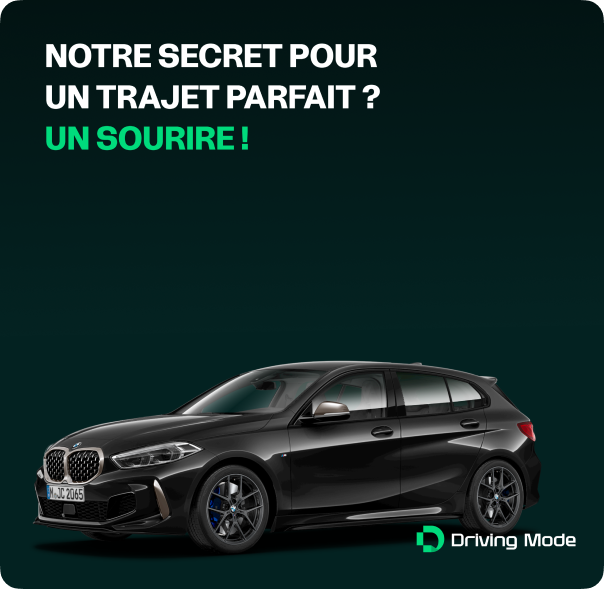 NOTRE SECRET POUR
UN TRAJET PARFAIT ?
UN SOURIRE !
M JC 2065
Driving Mode